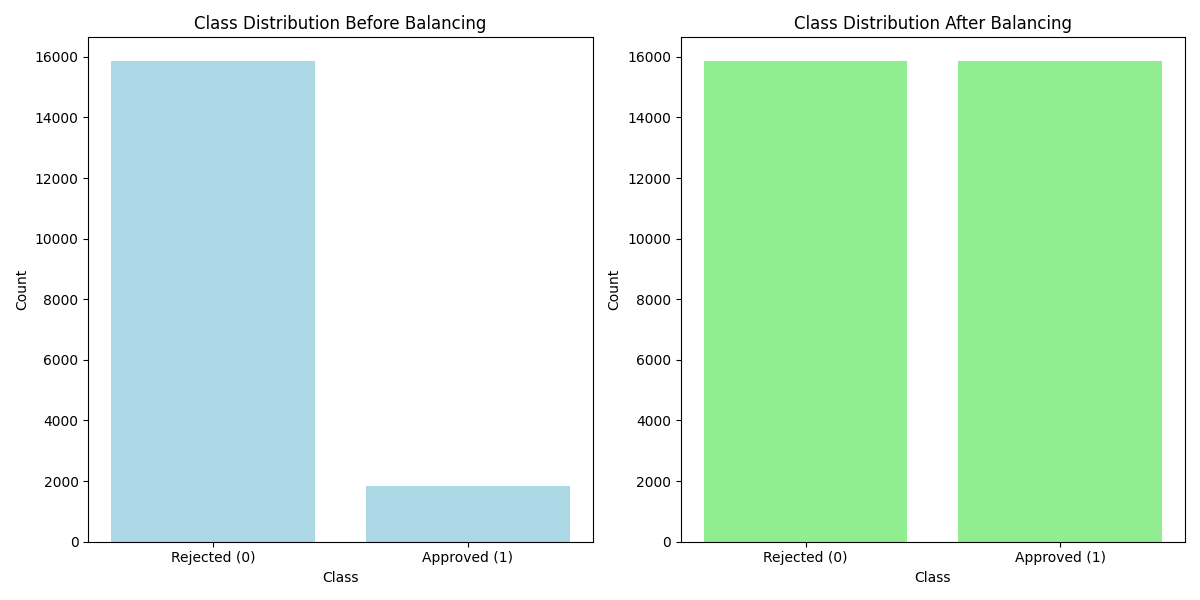 Class Distribution Before Balancing
Count
16000
14000
12000
10000
8000
6000
4000
2000
0
Rejected (0) Approved (1)
Class
Class Distribution After Balancing
Count
16000
14000
12000
10000
8000
6000
4000
2000
0
Rejected (0) Approved (1)
Class